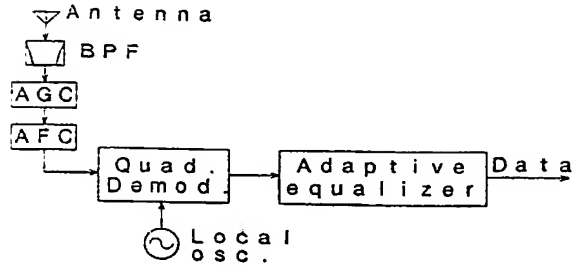 Antenna
BPF
AGC
AFC
Quad.
Demod.
Adaptive
equalizer
Data
Local
osc.